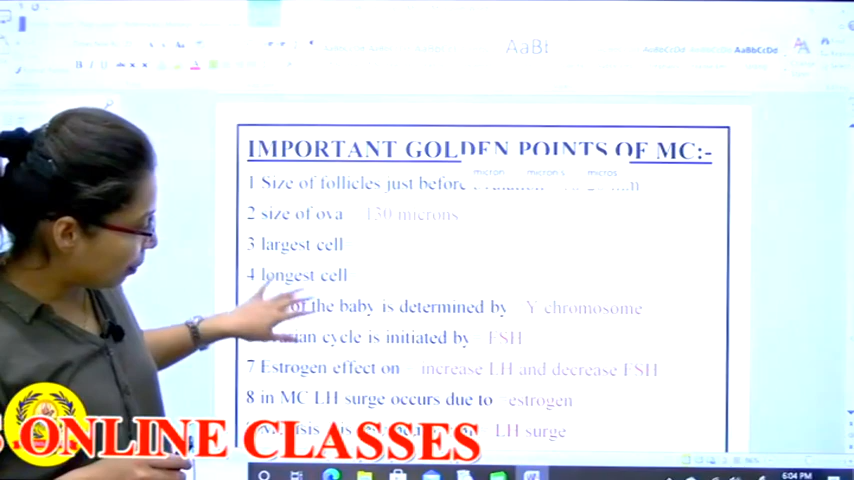 AaBt
AaBbCcDd
IMPORTANT GOLDEN POINTS OF MC:-
micron micron s micros
1 Size of follicles just before
2 size of ova 130 microns
3 largest cell
4 longest cell
of the baby is determined by Y chromosome
cycle is initiated by FSH
7 Estrogen effect on - increase LH and decrease FSH
8 in MC LH surge occurs due to estrogen
LH surge
ONLINE CLASSES
6:04 PM